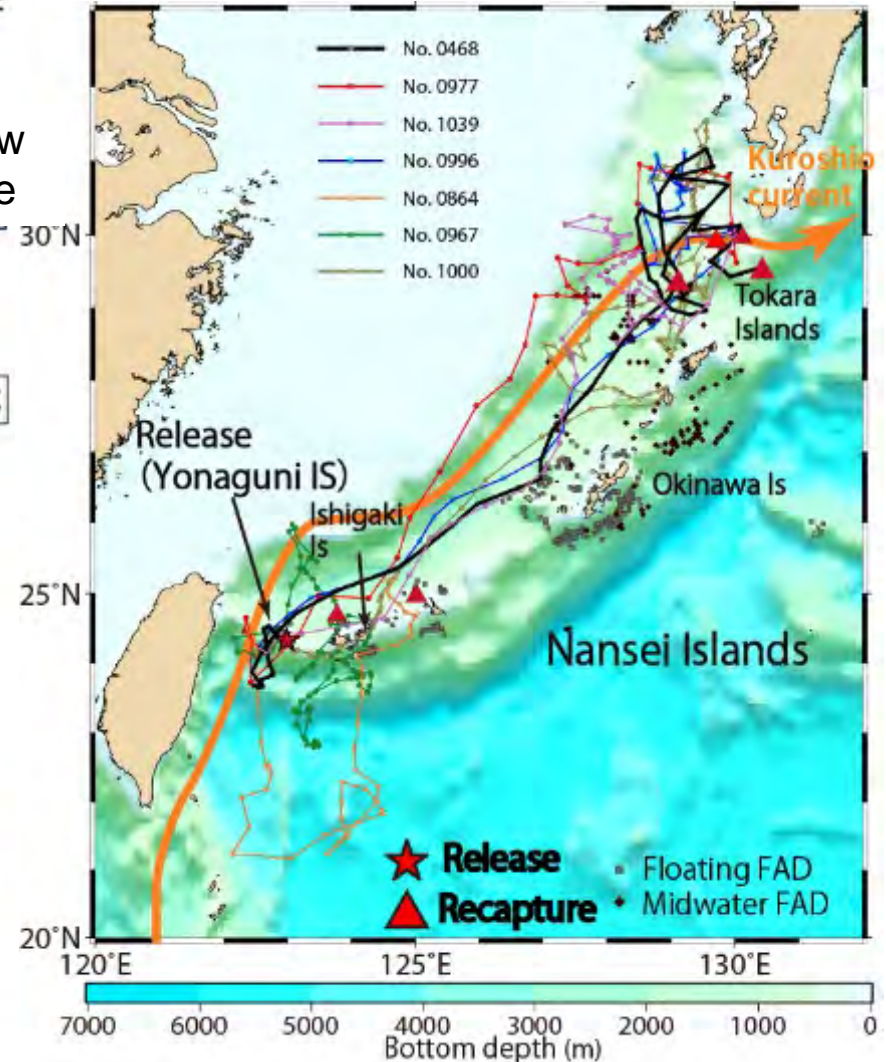 w
e
No. 0468
No. 0977
No. 1039
No. 0996
No. 0864
No. 0967
No. 1000
Kuroshio
current
30°N
Tokara
Islands
Release
(Yonaguni IS)
Ishigaki
Is
Okinawa Is
25°N
Nansei Islands
Release
Recapture
Floating FAD
Midwater FAD
20°N
120°E 125°E 130°E
7000 6000 5000 4000 3000 2000 1000 0
Bottom depth (m)